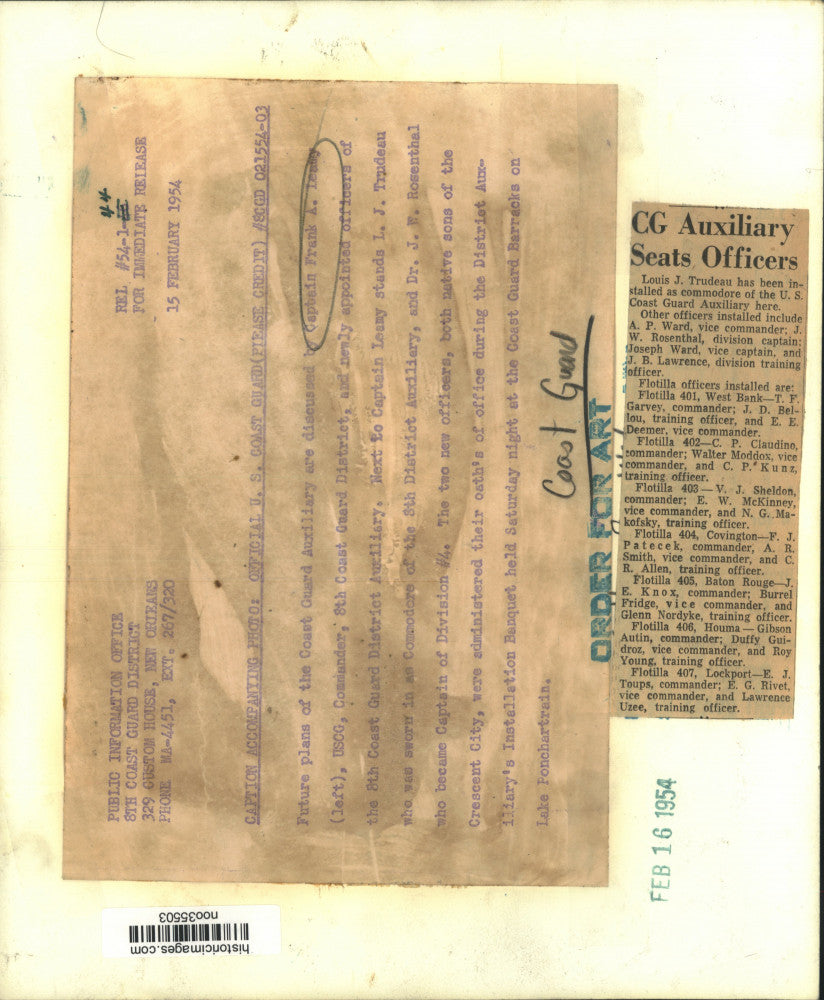 PUBLIC INFORMATION OFFICE
8TH COAST GUARD DISTRICT
329 CUSTOM HOUSE, NEW ORLEANS
PHONE MA-4451, EXT. 267/320
REL #54-1-
44
FOR IMMEDIATE RELEASE
15 FEBRUARY 1954
CAPTION ACCOMPANYING PHOTO: OFFICIAL U. S. COAST GUARD(PLEASE CREDIT) #8CGD 021554-03
Future plans of the Coast Guard Auxiliary are discussed by Captain Frank A. Leamy
(left), USCG, Commander, 8th Coast Guard District, and newly appointed officers of
the 8th Coast Guard District Auxiliary. Next to Captain Leamy stands L. J. Trudeau
who was sworn in as Commodore of the 8th District Auxiliary, and Dr. J. W. Rosenthal
who became Captain of Division #4. The two new officers, both native sons of the
Crescent City, were administered their oath's of office during the District Aux-
iliary's Installation Banquet held Saturday night at the Coast Guard Barracks on
Lake Ponchartrain.
Coast Guard
ORDER FOR ART
CG Auxiliary
Seats Officers
Louis J. Trudeau has been in-
stalled as commodore of the U. S.
Coast Guard Auxiliary here.
Other officers installed include
A. P. Ward, vice commander; J.
W. Rosenthal, division captain;
Joseph Ward, vice captain, and
J. B. Lawrence, division training
officer.
Flotilla officers installed are:
Flotilla 401, West Bank—T. F.
Garvey, commander; J. D. Bel-
lou, training officer, and E. E.
Deemer, vice commander.
Flotilla 402—C. P. Claudino,
commander; Walter Moddox, vice
commander, and C. P. Kunz,
training officer.
Flotilla 403—V. J. Sheldon,
commander; E. W. McKinney,
vice commander, and N. G. Ma-
kofsky, training officer.
Flotilla 404, Covington—F. J.
Patecek, commander, A. R.
Smith, vice commander, and C.
R. Allen, training officer.
Flotilla 405, Baton Rouge—J.
E. Knox, commander; Burrel
Fridge, vice commander, and
Glenn Nordyke, training officer.
Flotilla 406, Houma—Gibson
Autin, commander; Duffy Gui-
droz, vice commander, and Roy
Young, training officer.
Flotilla 407, Lockport—E. J.
Toups, commander; E. G. Rivet,
vice commander, and Lawrence
Uzee, training officer.
FEB 16 1954
historicimages.com
noo35503